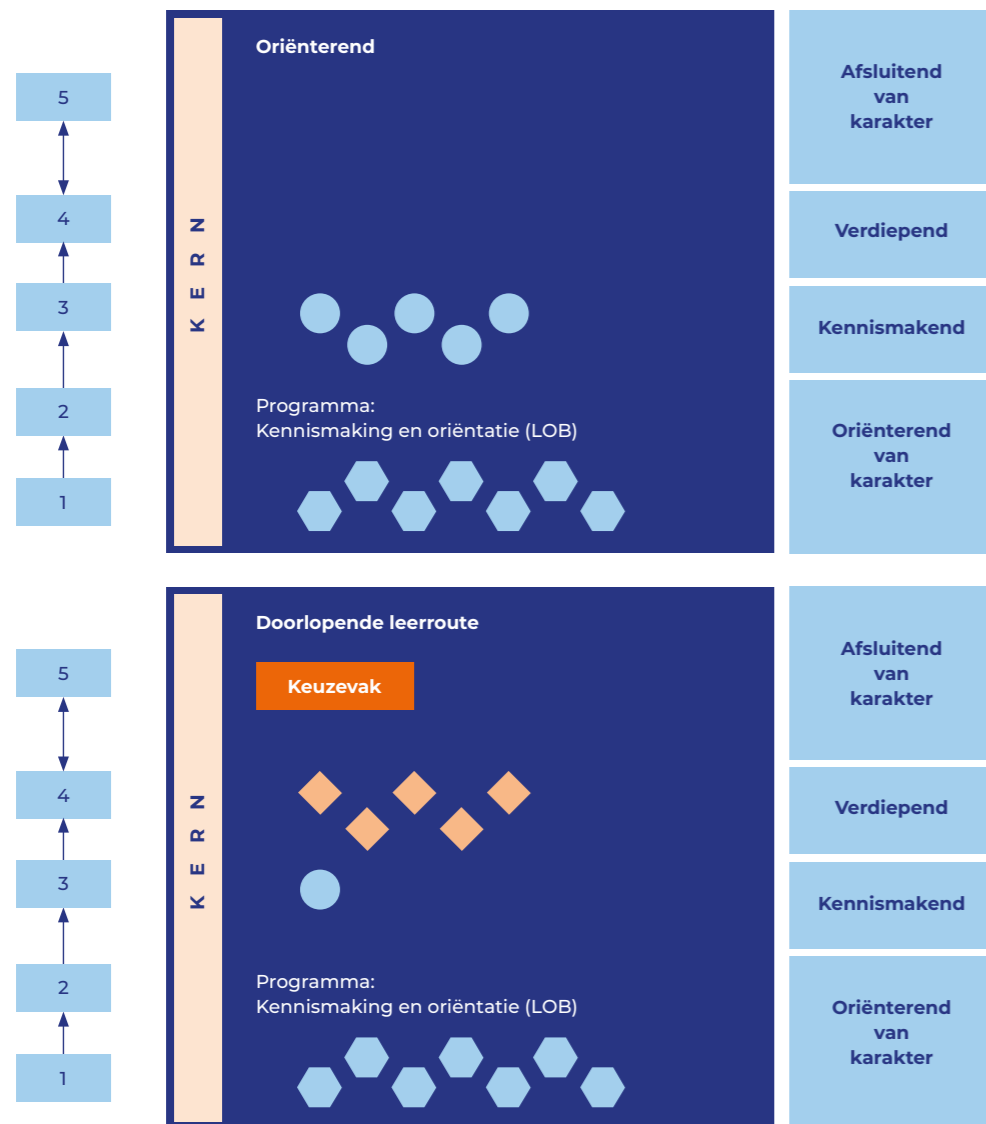 Oriënterend
5
4
3
2
1
KERN
Programma:
Kennismaking en oriëntatie (LOB)
Afsluitend
van
karakter
Verdiepend
Kennismakend
Oriënterend
van
karakter
Doorlopende leerroute
Keuzevak
5
4
3
2
1
KERN
Programma:
Kennismaking en oriëntatie (LOB)
Afsluitend
van
karakter
Verdiepend
Kennismakend
Oriënterend
van
karakter